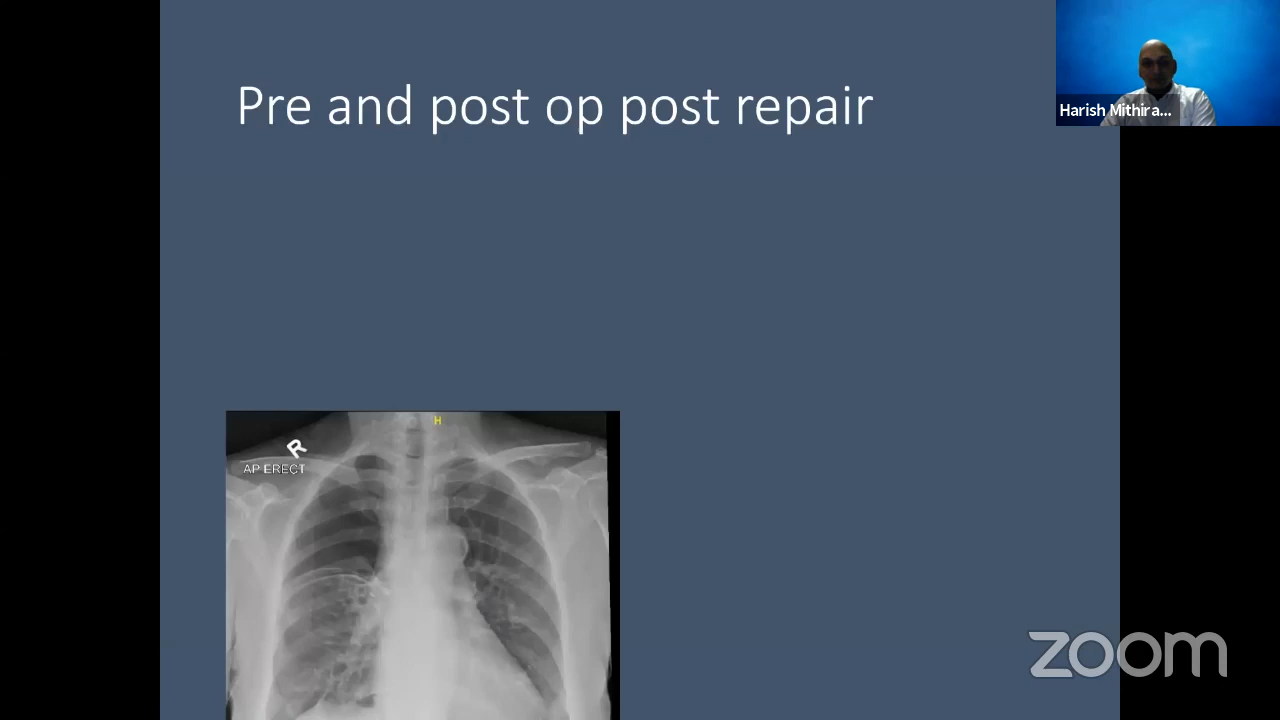 Pre and post op post repair
Harish Mithira...
H
R
AP ERECT
zoom